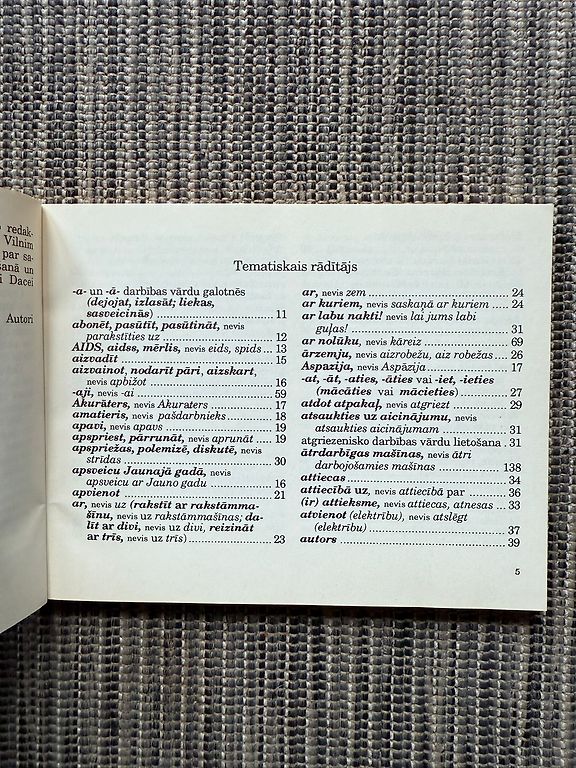 redak-
Vilnim
par sa-
šanā un
i Dacei
Autori
Tematiskais rādītājs
-a- un -ā- darbības vārdu galotnēs
(dejojat, izlasāt; liekas,
sasveicinās) 11
abonēt, pasūtīt, pasūtināt, nevis
parakstīties uz 12
AIDS, aidss, mērlis, nevis eids, spids 13
aizvadīt 15
aizvainot, nodarīt pāri, aizskart,
nevis apbižot 16
-aji, nevis -ai 59
Akurāters, nevis Akuraters 17
amatieris, nevis pašdarbnieks 18
apavi, nevis apavs 19
apspriest, pārrunāt, nevis aprunāt 19
apspriežas, polemizē, diskutē, nevis
strīdas 30
apsveicu Jaunajā gadā, nevis
apsveicu ar Jauno gadu 16
apvienot 21
ar, nevis uz (rakstīt ar rakstāmma-
šīnu, nevis uz rakstāmmašīnas; da-
līt ar divi, nevis uz divi, reizināt
ar trīs, nevis uz trīs) 23
ar, nevis zem 24
ar kuriem, nevis saskaņā ar kuriem 24
ar labu nakti! nevis lai jums labi
guļas! 31
ar nolūku, nevis kāreiz 69
ārzemju, nevis aizrobežu, aiz robežas 26
Aspazija, nevis Aspāzija 17
-at, -āt, -aties, -āties vai -iet, -ieties
(mācāties vai mācieties) 27
atdot atpakaļ, nevis atgriezt 29
atsaukties uz aicinājumu, nevis
atsaukties aicinājumam 31
atgriezenisko darbības vārdu lietošana 31
ātrdarbīgas mašīnas, nevis ātri
darbojošamies mašīnas 138
attiecas 34
attiecībā uz, nevis attiecībā par 36
(ir) attieksme, nevis attiecas, atnesas 33
atvienot (elektrību), nevis atslēgt
(elektrību) 37
autors 39
5